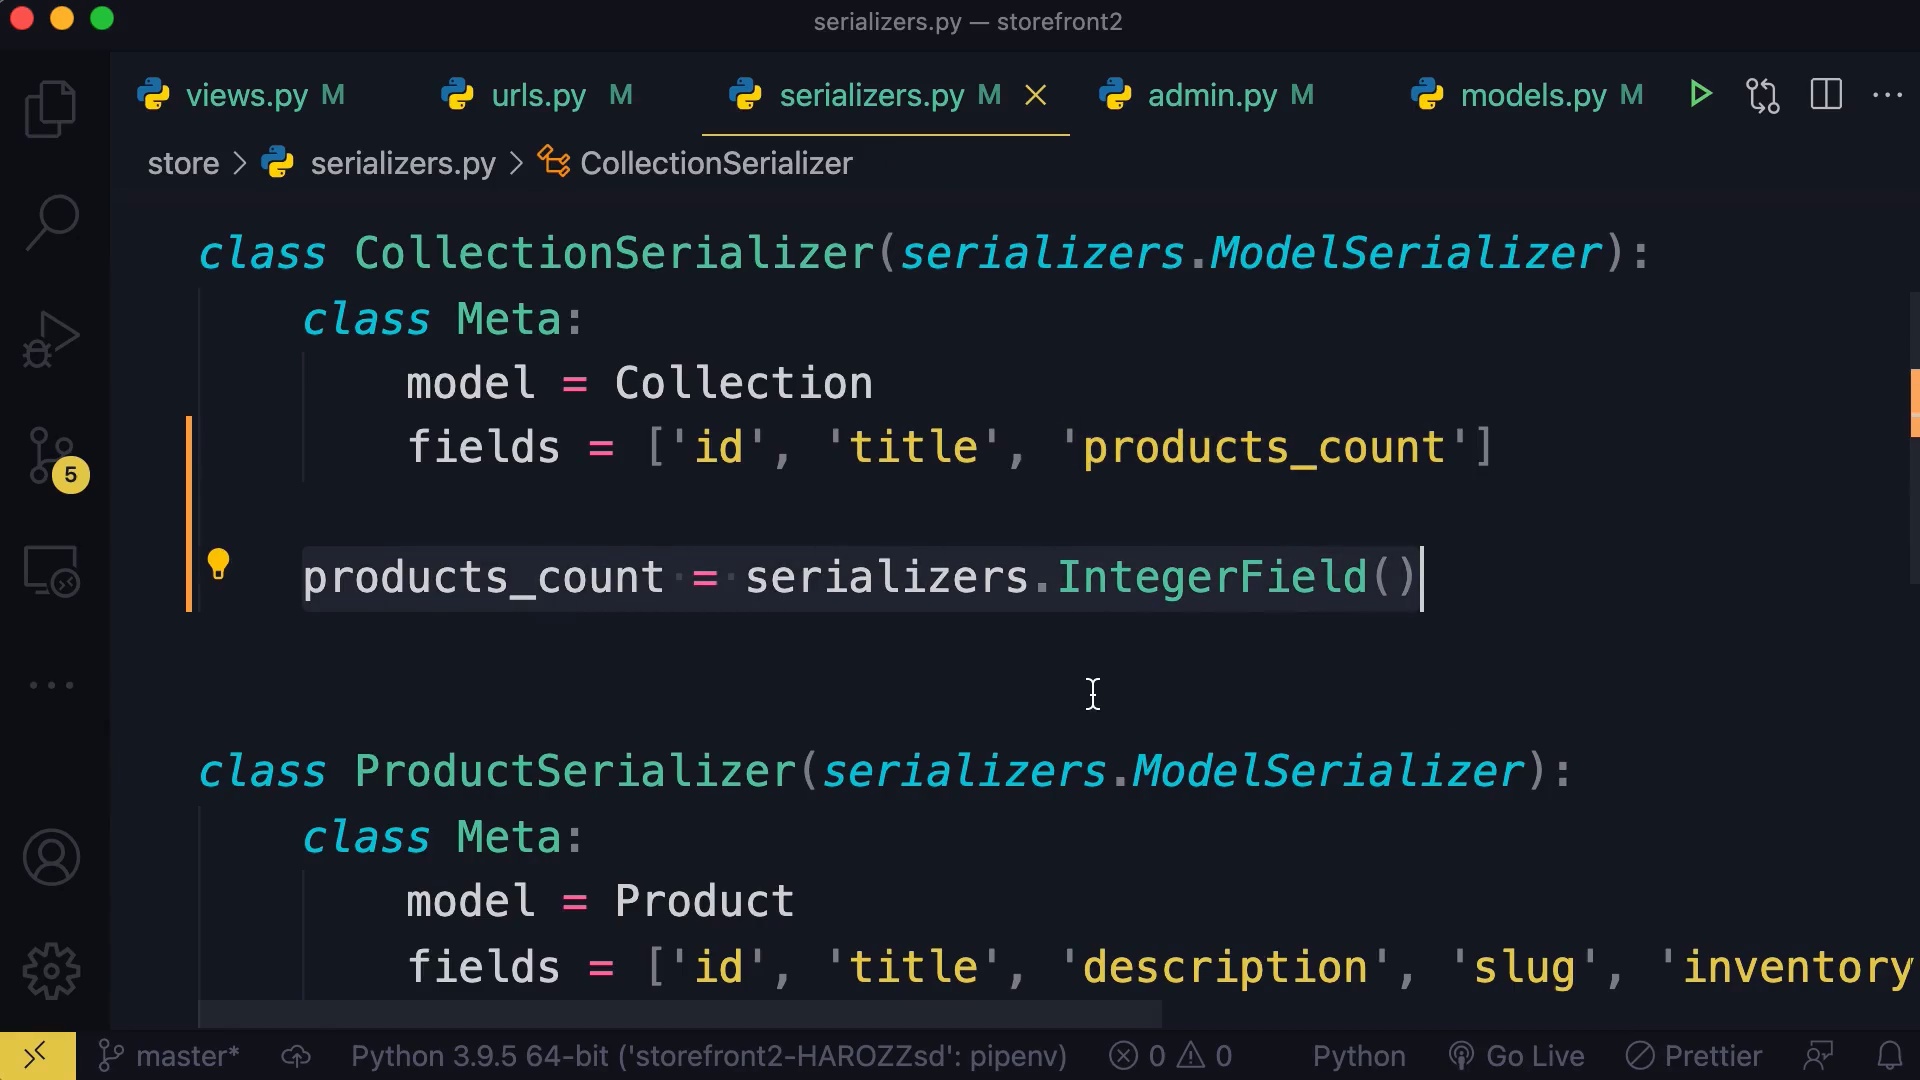 serializers.py — storefront2
views.py M urls.py M serializers.py M admin.py M models.py M
store > serializers.py > CollectionSerializer
class CollectionSerializer(serializers.ModelSerializer):
class Meta:
model = Collection
fields = ['id', 'title', 'products_count']
products_count = serializers.IntegerField()
class ProductSerializer(serializers.ModelSerializer):
class Meta:
model = Product
fields = ['id', 'title', 'description', 'slug', 'inventory
5
master* Python 3.9.5 64-bit ('storefront2-HAROZZsd': pipenv) 0 0 Python Go Live Prettier